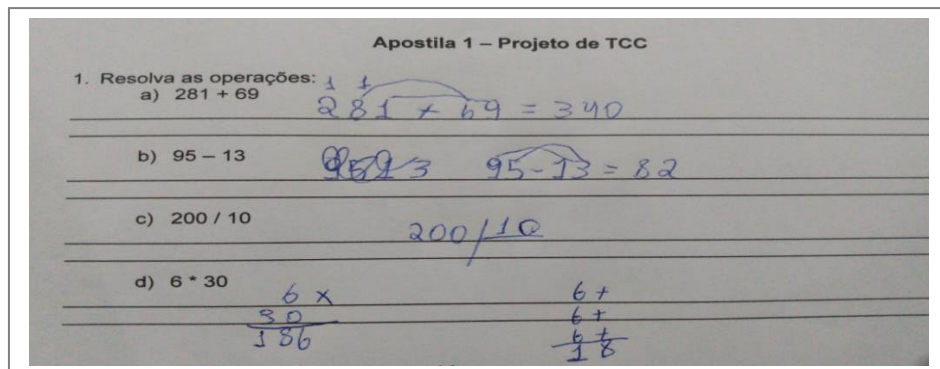 Apostila 1 – Projeto de TCC
1. Resolva as operações:
a) 281 + 69
1 1
281 + 69 = 340
b) 95 – 13
95 - 13 = 82
c) 200 / 10
200 / 10
d) 6 * 30
6 x
30
186
6 +
6 +
6 +
18